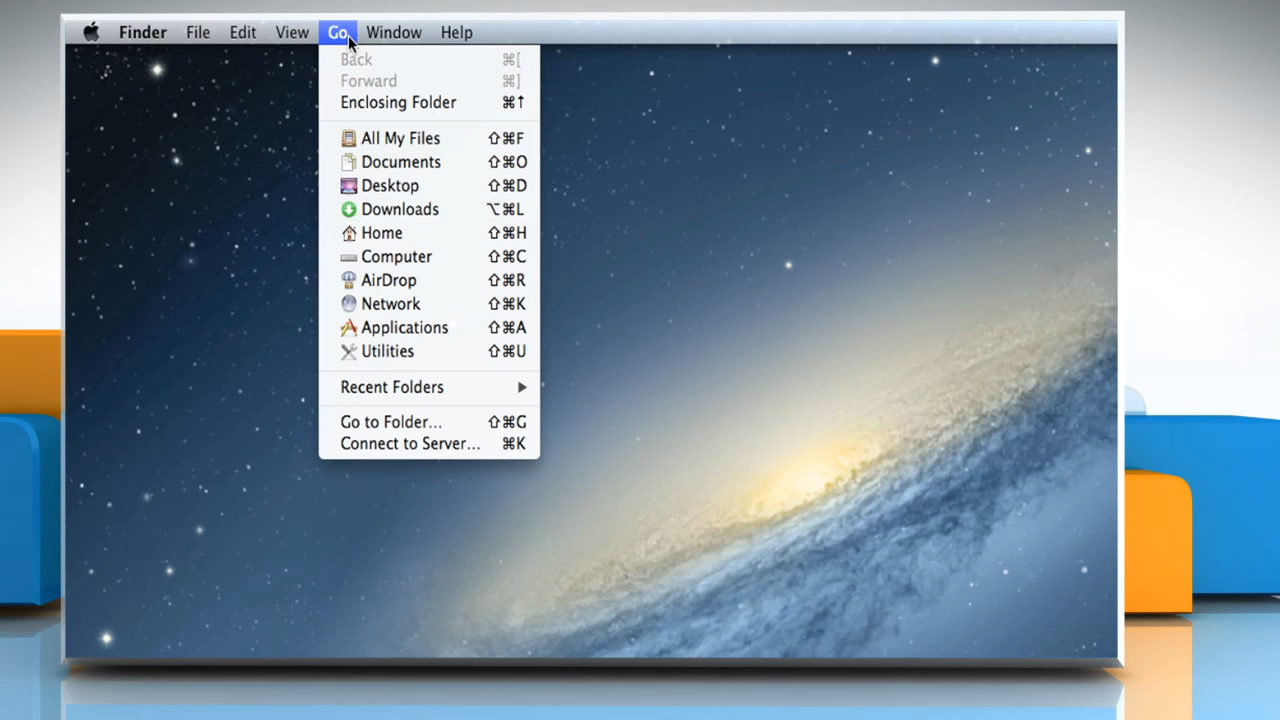 Finder File Edit View Go Window Help
Back ⌘[
Forward ⌘]
Enclosing Folder ⌘↑
All My Files ⇧⌘F
Documents ⇧⌘O
Desktop ⇧⌘D
Downloads ⌥⌘L
Home ⇧⌘H
Computer ⇧⌘C
AirDrop ⇧⌘R
Network ⇧⌘K
Applications ⇧⌘A
Utilities ⇧⌘U
Recent Folders ▶
Go to Folder... ⇧⌘G
Connect to Server... ⌘K